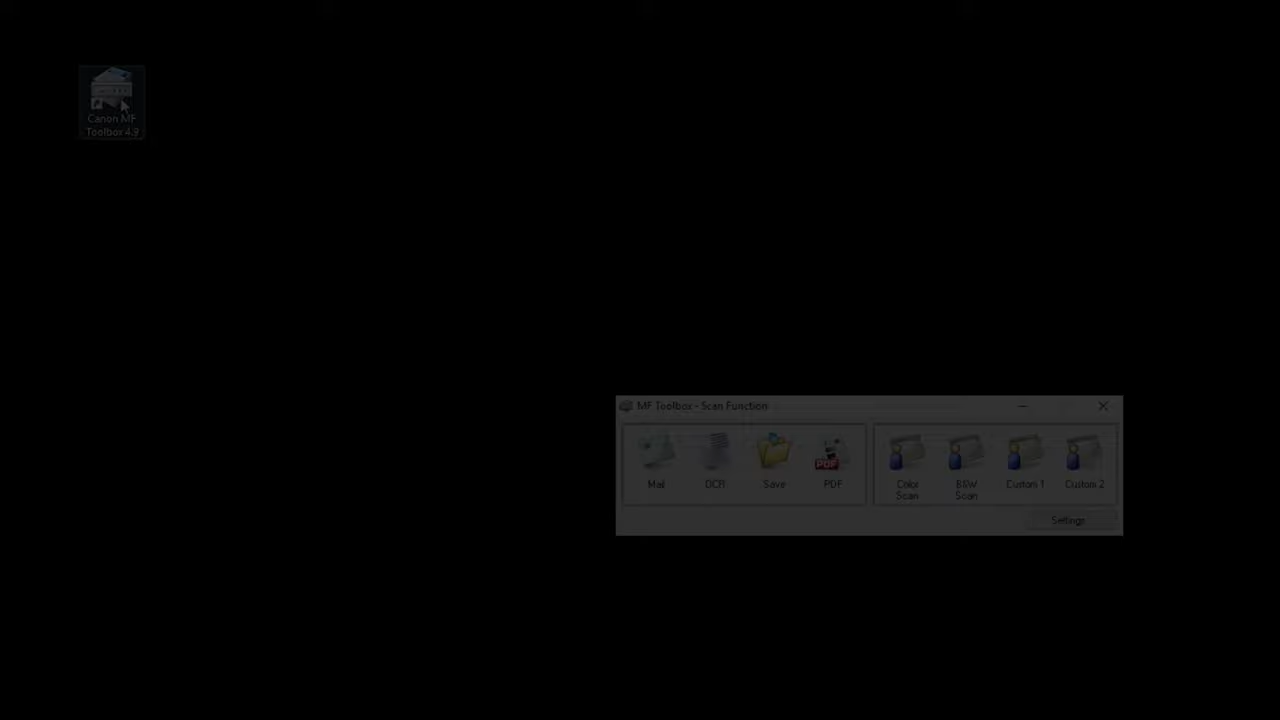 Canon MF
Toolbox 4.9
MF Toolbox - Scan Function
Mail
OCR
Save
PDF
PDF
Color
Scan
B&W
Scan
Custom 1
Custom 2
Settings